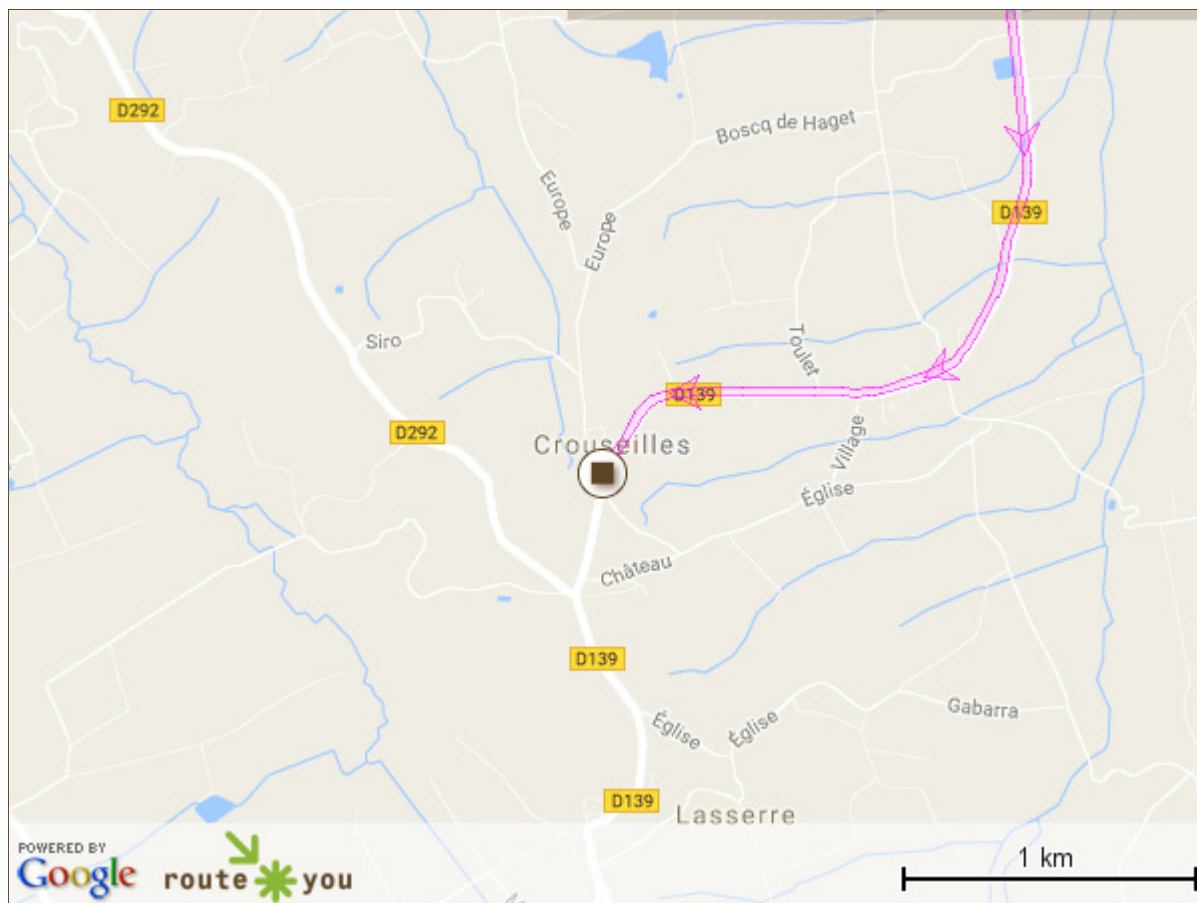 D292
Boscq de Haget
Europe
D139
Europe
Siro
Toulet
D139
D292
Crouseilles
Village
Église
Château
D139
Église
Église
Gabarra
D139
Lasserre
POWERED BY
Google
route you
1 km